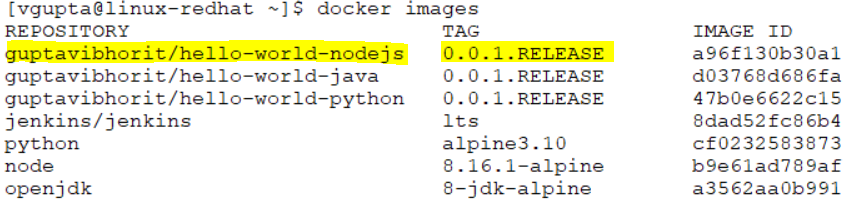 [vgupta@linux-redhat ~]$ docker images
REPOSITORY TAG IMAGE ID
guptavibhorit/hello-world-nodejs 0.0.1.RELEASE a96f130b30a1
guptavibhorit/hello-world-java 0.0.1.RELEASE d03768d686fa
guptavibhorit/hello-world-python 0.0.1.RELEASE 47b0e6622c15
jenkins/jenkins lts 8dad52fc86b4
python alpine3.10 cf0232583873
node 8.16.1-alpine b9e61ad789af
openjdk 8-jdk-alpine a3562aa0b991